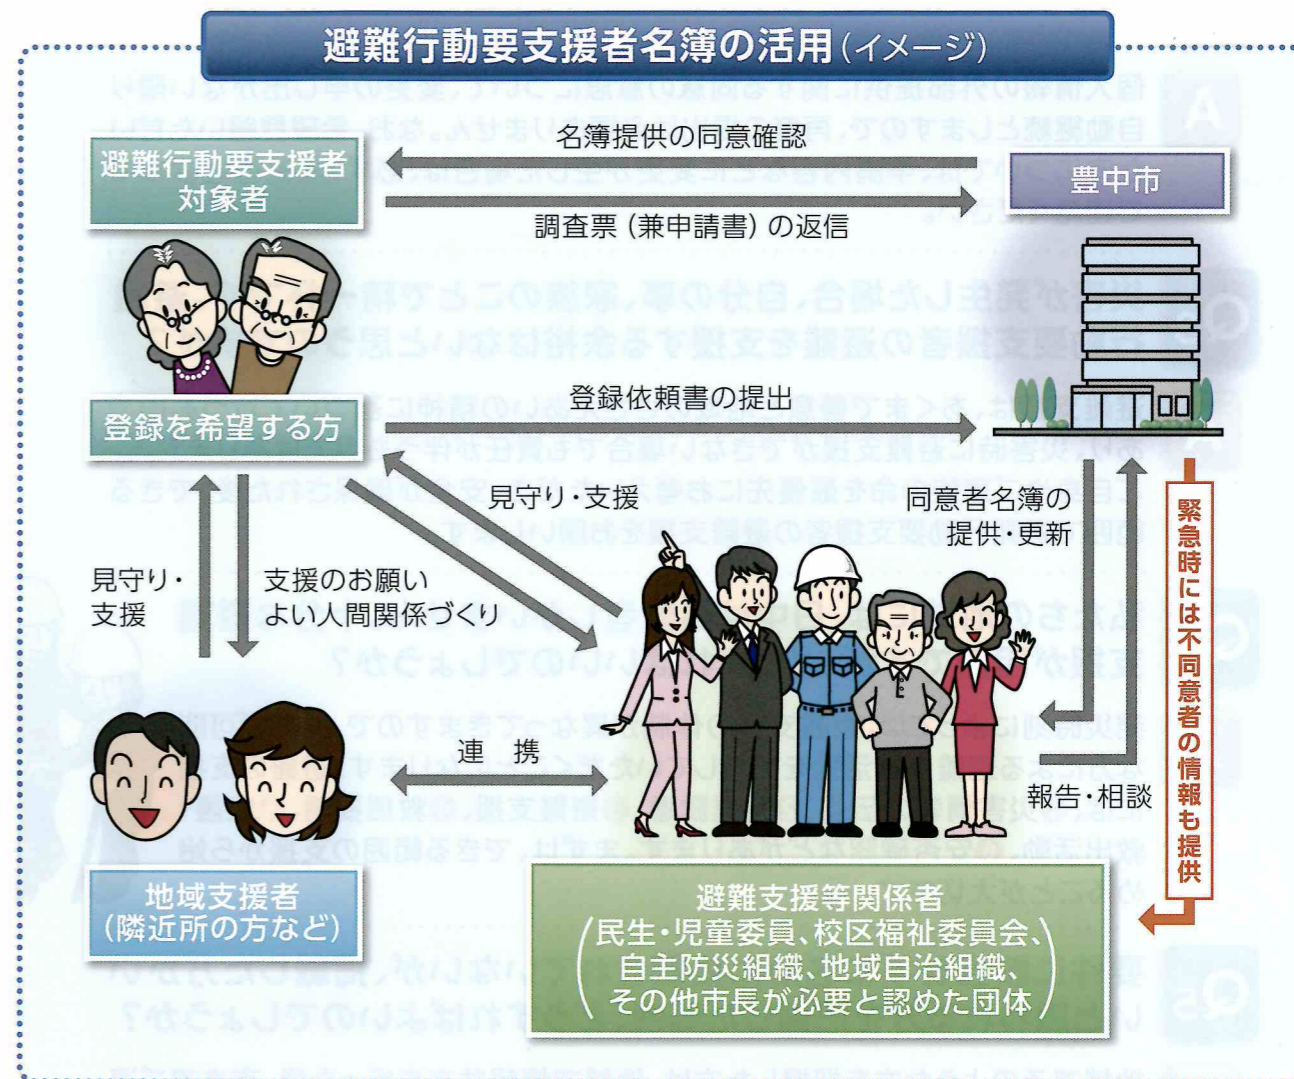 避難行動要支援者名簿の活用(イメージ)
名簿提供の同意確認
避難行動要支援者
対象者
豊中市
調査票(兼申請書)の返信
登録依頼書の提出
登録を希望する方
見守り・支援
同意者名簿の
提供・更新
緊急時には不同意者の情報も提供
見守り・
支援
支援のお願い
よい人間関係づくり
連 携
報告・相談
地域支援者
(隣近所の方など)
避難支援等関係者
(民生・児童委員、校区福祉委員会、
自主防災組織、地域自治組織、
その他市長が必要と認めた団体)